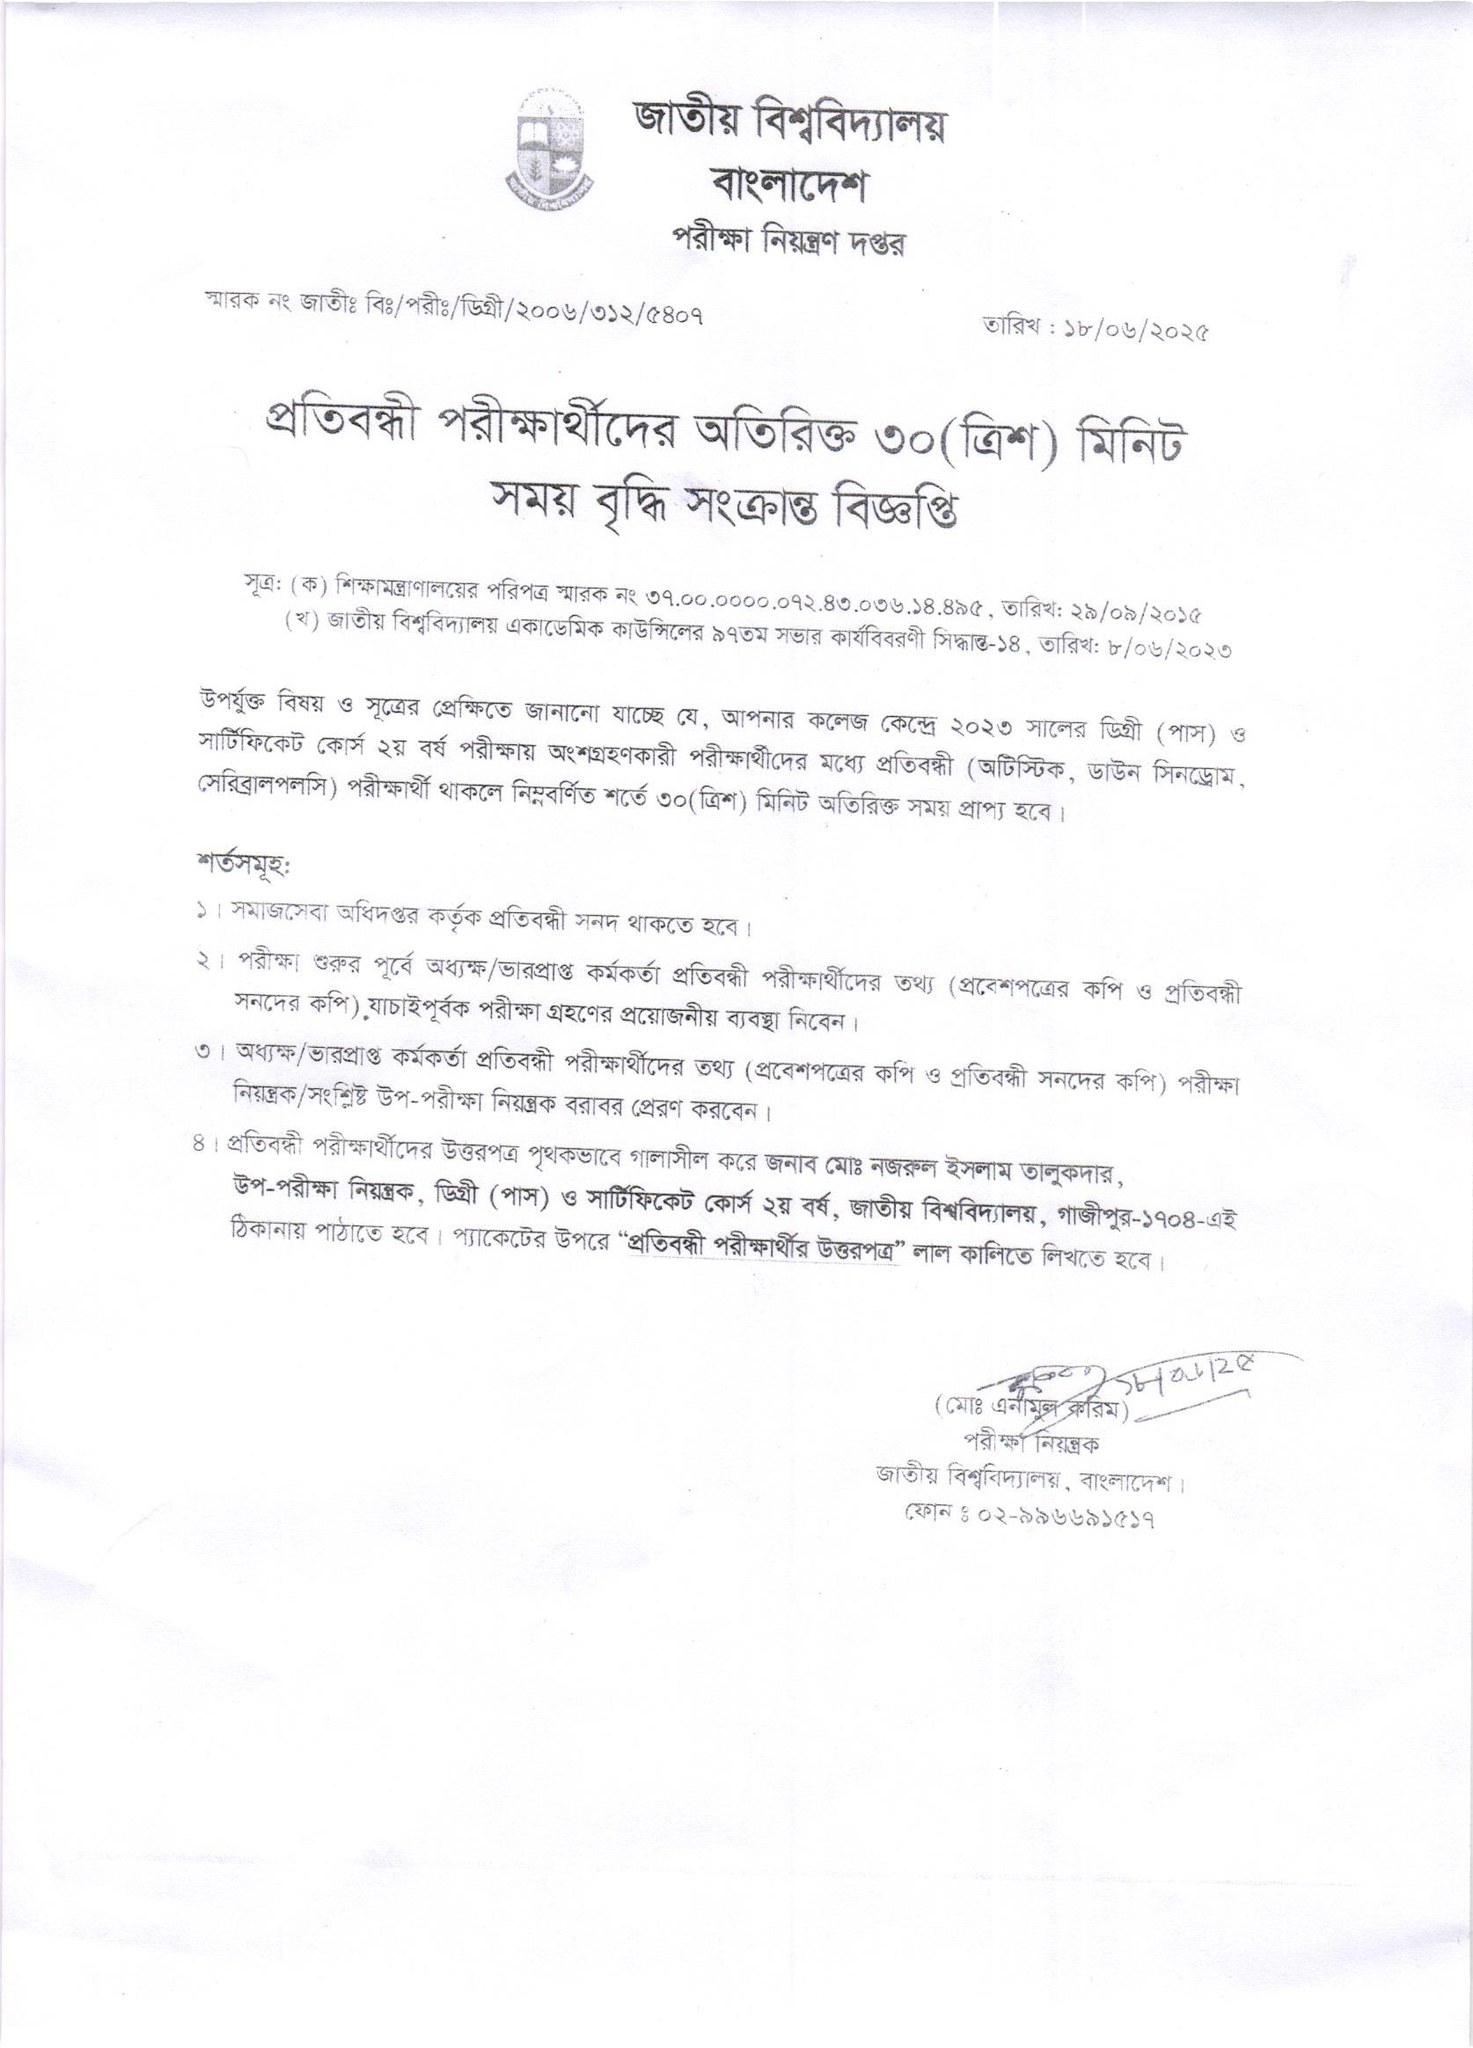 জাতীয় বিশ্ববিদ্যালয়
বাংলাদেশ
পরীক্ষা নিয়ন্ত্রণ দপ্তর
স্মারক নং জাতীঃ বিঃ/পরীঃ/ডিগ্রী/২০০৬/৩১২/৫৪০৭
তারিখ : ১৮/০৬/২০২৫
প্রতিবন্ধী পরীক্ষার্থীদের অতিরিক্ত ৩০(ত্রিশ) মিনিট
সময় বৃদ্ধি সংক্রান্ত বিজ্ঞপ্তি
সূত্র: (ক) শিক্ষামন্ত্রাণালয়ের পরিপত্র স্মারক নং ৩৭.০০.০০০০.০৭২.৪৩.০৩৬.১৪.৪৯৫, তারিখ: ২৯/০৯/২০১৫
(খ) জাতীয় বিশ্ববিদ্যালয় একাডেমিক কাউন্সিলের ৯৭তম সভার কার্যবিবরণী সিদ্ধান্ত-১৪, তারিখ: ৮/০৬/২০২৩
উপর্যুক্ত বিষয় ও সূত্রের প্রেক্ষিতে জানানো যাচ্ছে যে, আপনার কলেজ কেন্দ্রে ২০২৩ সালের ডিগ্রী (পাস) ও
সার্টিফিকেট কোর্স ২য় বর্ষ পরীক্ষায় অংশগ্রহণকারী পরীক্ষার্থীদের মধ্যে প্রতিবন্ধী (অটিস্টিক, ডাউন সিনড্রোম,
সেরিব্রালপলসি) পরীক্ষার্থী থাকলে নিম্নবর্ণিত শর্তে ৩০(ত্রিশ) মিনিট অতিরিক্ত সময় প্রাপ্য হবে।
শর্তসমূহ:
১। সমাজসেবা অধিদপ্তর কর্তৃক প্রতিবন্ধী সনদ থাকতে হবে।
২। পরীক্ষা শুরুর পূর্বে অধ্যক্ষ/ভারপ্রাপ্ত কর্মকর্তা প্রতিবন্ধী পরীক্ষার্থীদের তথ্য (প্রবেশপত্রের কপি ও প্রতিবন্ধী
সনদের কপি) যাচাইপূর্বক পরীক্ষা গ্রহণের প্রয়োজনীয় ব্যবস্থা নিবেন।
৩। অধ্যক্ষ/ভারপ্রাপ্ত কর্মকর্তা প্রতিবন্ধী পরীক্ষার্থীদের তথ্য (প্রবেশপত্রের কপি ও প্রতিবন্ধী সনদের কপি) পরীক্ষা
নিয়ন্ত্রক/সংশ্লিষ্ট উপ-পরীক্ষা নিয়ন্ত্রক বরাবর প্রেরণ করবেন।
৪। প্রতিবন্ধী পরীক্ষার্থীদের উত্তরপত্র পৃথকভাবে গালাসীল করে জনাব মোঃ নজরুল ইসলাম তালুকদার,
উপ-পরীক্ষা নিয়ন্ত্রক, ডিগ্রী (পাস) ও সার্টিফিকেট কোর্স ২য় বর্ষ, জাতীয় বিশ্ববিদ্যালয়, গাজীপুর-১৭০৪-এই
ঠিকানায় পাঠাতে হবে। প্যাকেটের উপরে “প্রতিবন্ধী পরীক্ষার্থীর উত্তরপত্র” লাল কালিতে লিখতে হবে।
(মোঃ এনামুল করিম)
পরীক্ষা নিয়ন্ত্রক
জাতীয় বিশ্ববিদ্যালয়, বাংলাদেশ।
ফোন ঃ ০২-৯৯৬৬৯১৫১৭